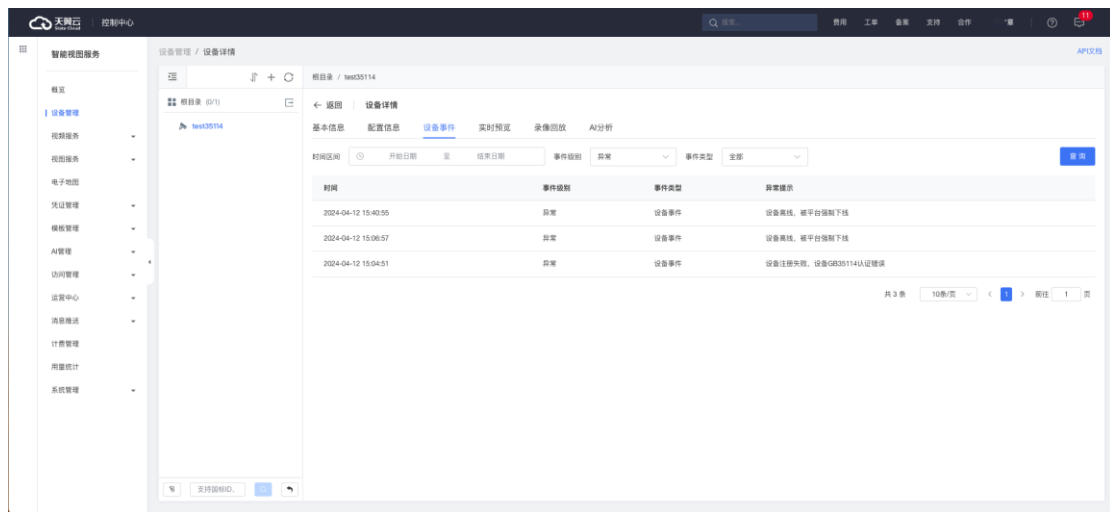 天翼云 State Cloud 控制中心 搜索... 费用 工单 备案 支持 合作 11
智能视图服务 设备管理 / 设备详情 API文档
概览
设备管理
视频服务
视图服务
电子地图
凭证管理
模板管理
AI管理
访问管理
运营中心
消息推送
计费管理
用量统计
系统管理
根目录 (0/1)
test35114
支持国标ID、
根目录 / test35114
返回 设备详情
基本信息 配置信息 设备事件 实时预览 录像回放 AI分析
时间区间 开始日期 至 结束日期 事件级别 异常 事件类型 全部 查询
时间 事件级别 事件类型 异常提示
2024-04-12 15:40:55 异常 设备事件 设备离线，被平台强制下线
2024-04-12 15:06:57 异常 设备事件 设备离线，被平台强制下线
2024-04-12 15:04:51 异常 设备事件 设备注册失败，设备GB35114认证错误
共 3 条 10条/页 1 前往 1 页